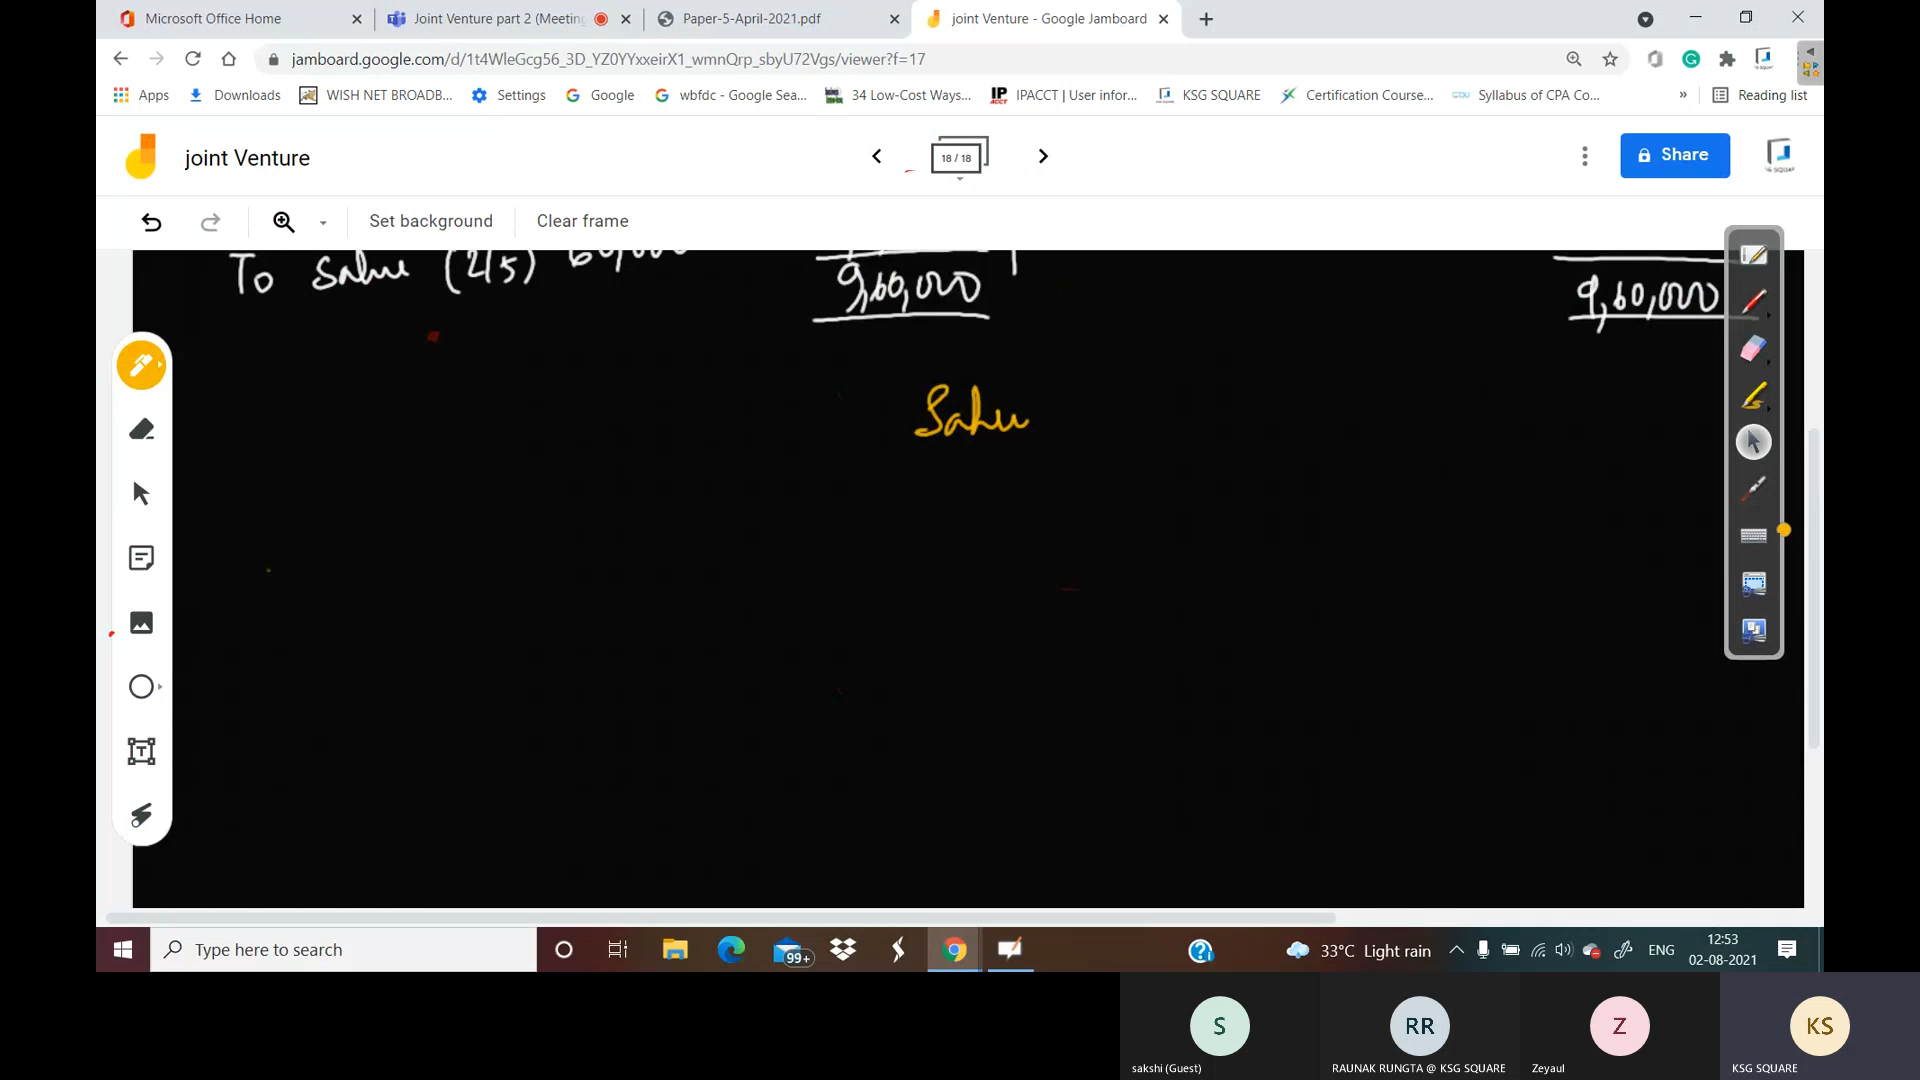 Microsoft Office Home
Joint Venture part 2 (Meetin
Paper-5-April-2021.pdf
joint Venture - Google Jamboard
jamboard.google.com/d/1t4WleGcg56_3D_YZ0YYxxeirX1_wmnQrp_sbyU72Vgs/viewer?f=17
Apps
Downloads
WISH NET BROADB...
Settings
Google
wbfdc - Google Sea...
34 Low-Cost Ways...
IPACCT | User infor...
KSG SQUARE
Certification Course...
Syllabus of CPA Co...
»
Reading list
joint Venture
18 / 18
Share
Set background
Clear frame
To Sahu (2/5) 60,000
9,60,000
9,60,000
Sahu
Type here to search
99+
33°C Light rain
ENG
12:53
02-08-2021
S
RR
Z
KS
sakshi (Guest)
RAUNAK RUNGTA @ KSG SQUARE
Zeyaul
KSG SQUARE